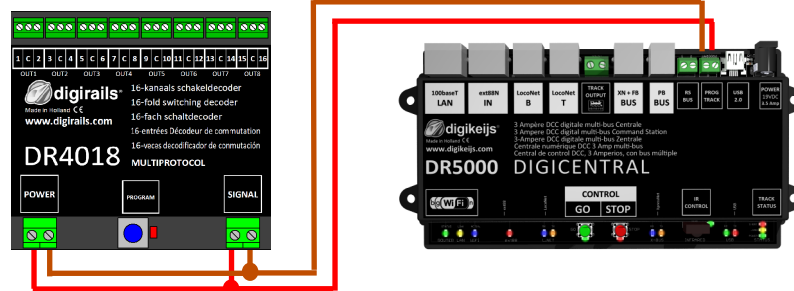 1 C 2 3 C 4 5 C 6 7 C 8 9 C 10 11 C 12 13 C 14 15 C 16
OUT1 OUT2 OUT3 OUT4 OUT5 OUT6 OUT7 OUT8
digirails
Made in Holland CE
www.digirails.com
16-kanaals schakeldecoder
16-fold switching decoder
16-fach schaltdecoder
16-entrées Décodeur de commutation
16-vocas decodificador de conmutación
DR4018
MULTIPROTOCOL
POWER
PROGRAM
SIGNAL
100baseT
LAN
ext88N
IN
LocoNet
B
LocoNet
T
TRACK
OUTPUT
XN + FB
BUS
PB
BUS
RS
BUS
PROG
TRACK
USB
2.0
POWER
19VDC
3.5 Amp
digikeijs
Made in Holland CE
www.digikeijs.com
3 Ampère DCC digitale multi-bus Centrale
3 Ampere DCC digital multi-bus Command Station
3-Ampere DCC digitale multi-bus Zentrale
Centrale numérique DCC 3 Amp multi-bus
Central de control DCC, 3 Amperios, con bus múltiple
DR5000 DIGICENTRAL
WiFi
CONTROL
GO STOP
IR
CONTROL
TRACK
STATUS